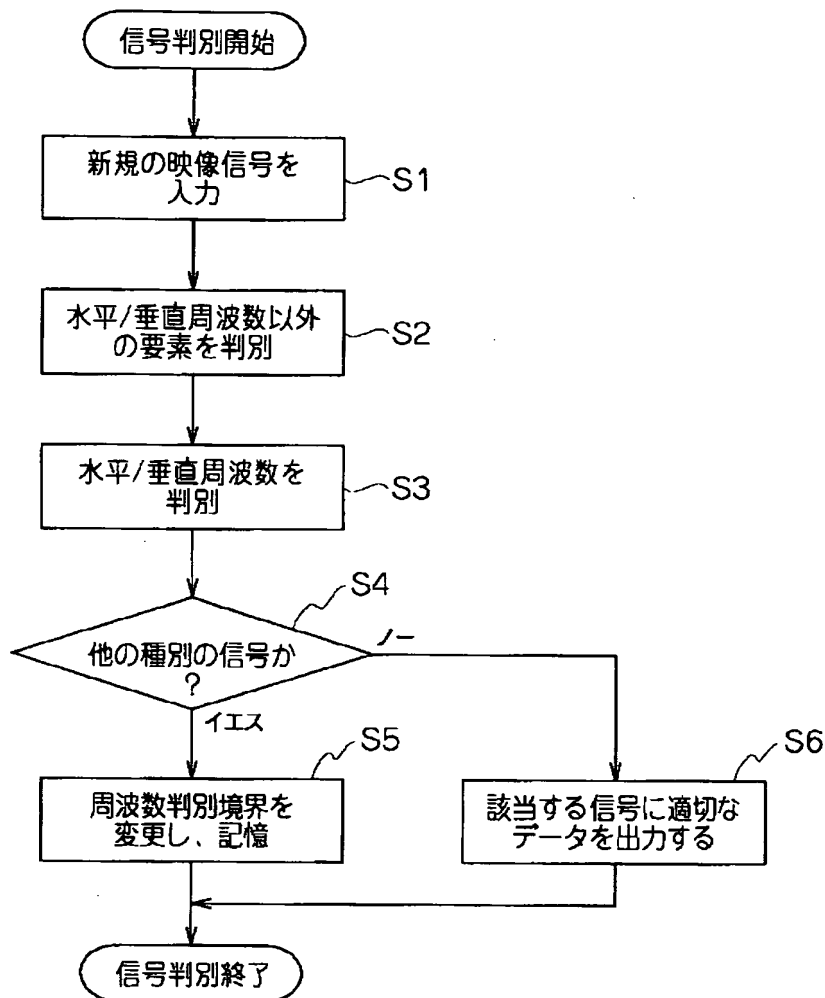 信号判別開始
新規の映像信号を
入力
S1
水平/垂直周波数以外
の要素を判別
S2
水平/垂直周波数を
判別
S3
S4
他の種別の信号か
?
ノー
イエス
S5
周波数判別境界を
変更し、記憶
S6
該当する信号に適切な
データを出力する
信号判別終了